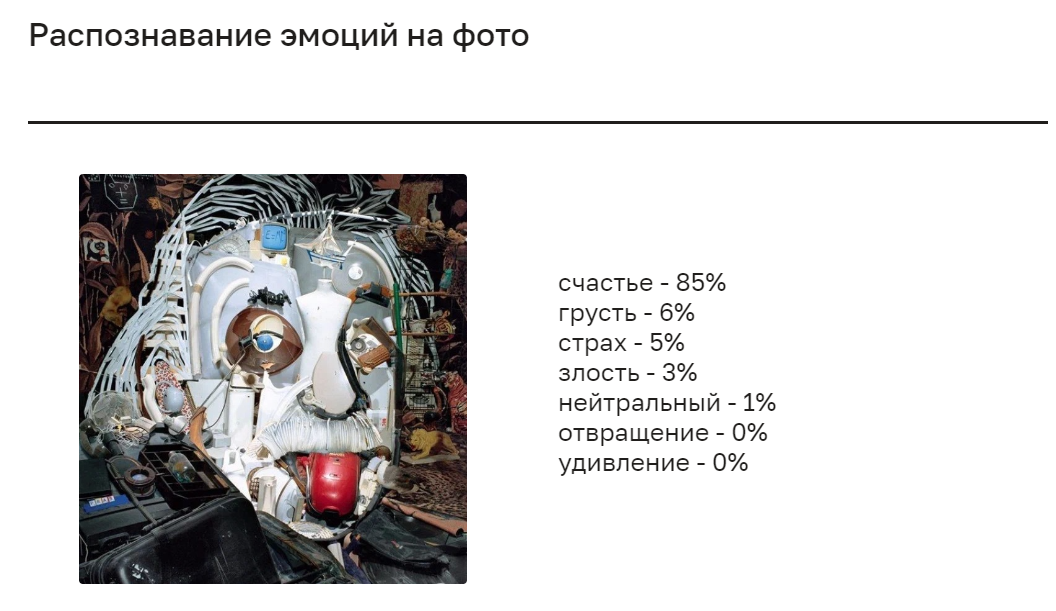 Распознавание эмоций на фото
E=M
счастье - 85%
грусть - 6%
страх - 5%
злость - 3%
нейтральный - 1%
отвращение - 0%
удивление - 0%